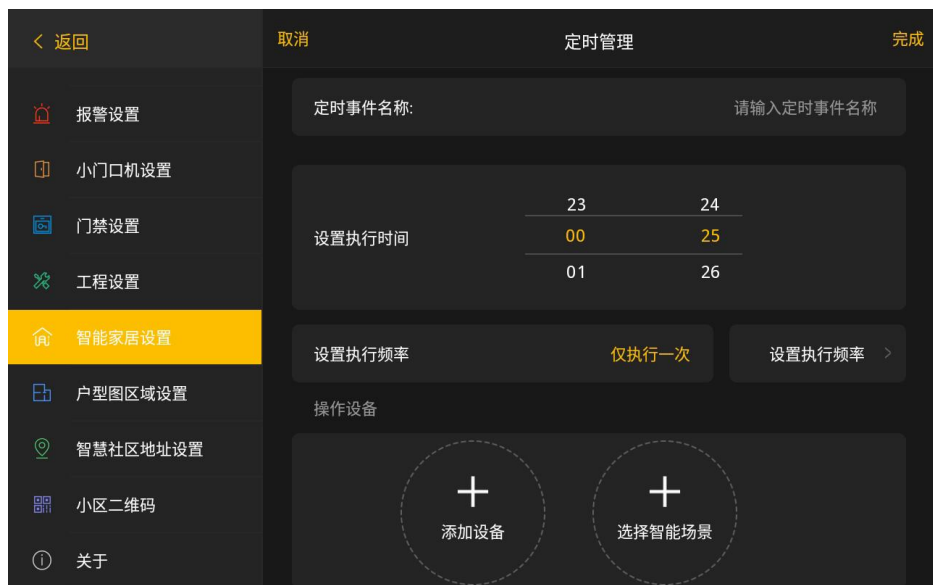 返回
取消
定时管理
完成
报警设置
小门口机设置
门禁设置
工程设置
智能家居设置
户型图区域设置
智慧社区地址设置
小区二维码
关于
定时事件名称:
请输入定时事件名称
设置执行时间
23 24
00 25
01 26
设置执行频率
仅执行一次
设置执行频率
操作设备
添加设备
选择智能场景